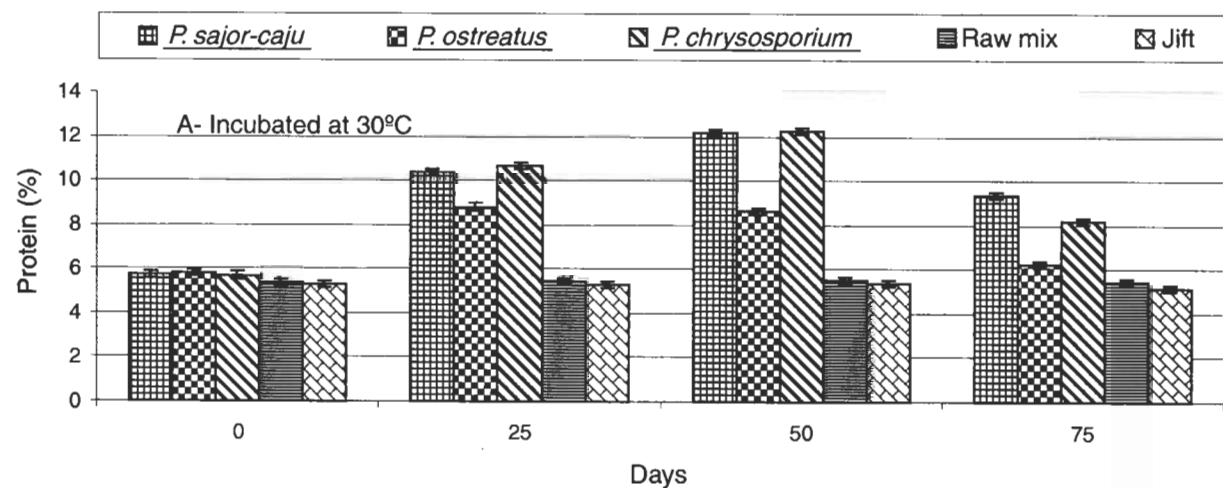 P. sajor-caju P. ostreatus P. chrysosporium Raw mix Jift
14
A- Incubated at 30ºC
12
10
8
6
4
2
0
Protein (%)
0 25 50 75
Days